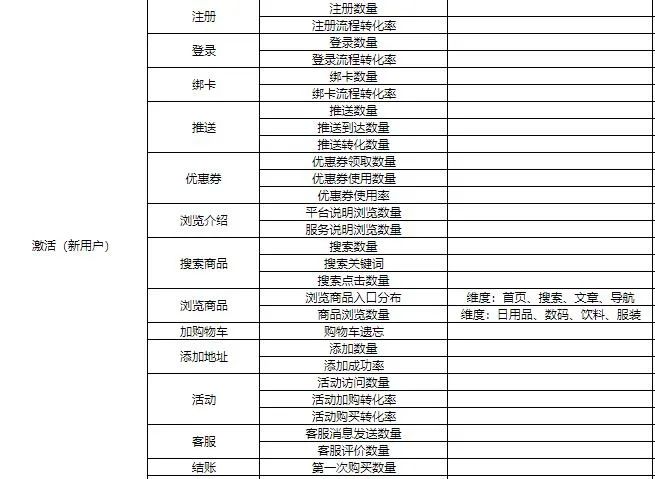 激活（新用户）
注册
注册数量
注册流程转化率
登录
登录数量
登录流程转化率
绑卡
绑卡数量
绑卡流程转化率
推送
推送数量
推送到达数量
推送转化数量
优惠券
优惠券领取数量
优惠券使用数量
优惠券使用率
浏览介绍
平台说明浏览数量
服务说明浏览数量
搜索商品
搜索数量
搜索关键词
搜索点击数量
浏览商品
浏览商品入口分布
维度：首页、搜索、文章、导航
商品浏览数量
维度：日用品、数码、饮料、服装
加购物车
购物车遗忘
添加地址
添加数量
添加成功率
活动
活动访问数量
活动加购转化率
活动购买转化率
客服
客服消息发送数量
客服评价数量
结账
第一次购买数量